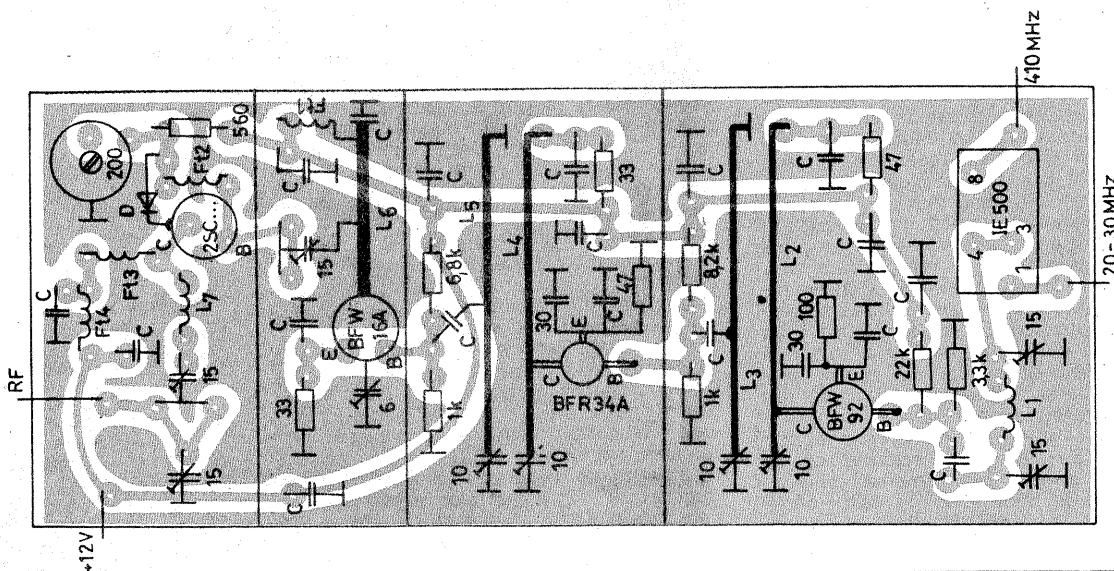 RF
+12V
410 MHz
20-30 MHz
200
560
Ft2
D
2SC....
C
B
Ft3
Ft4
C
C
L7
15
15
C
C
C
L6
15
C
BFW
16A
E
B
33
6
C
C
L5
L4
6,8k
C
1k
33
C
C
30
C
47
E
C
B
BFR34A
10
10
C
8,2k
C
1k
L3
L2
C
47
C
100
30
C
E
C
BFW
92
B
10
10
C
22k
3,3k
C
L1
15
15
IE500
8
4
3
1